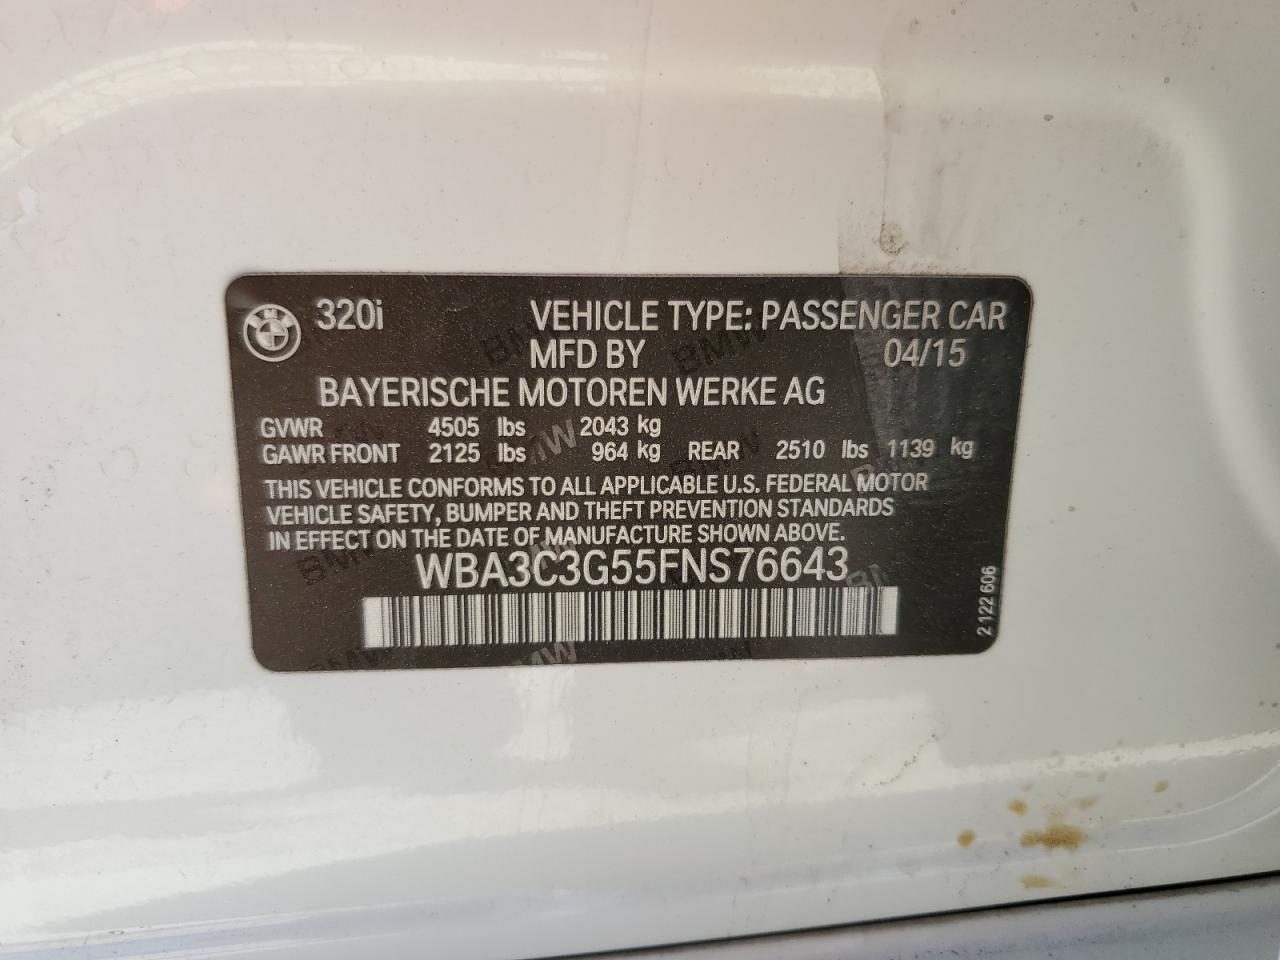 320i VEHICLE TYPE: PASSENGER CAR
MFD BY 04/15
BAYERISCHE MOTOREN WERKE AG
GVWR 4505 lbs 2043 kg
GAWR FRONT 2125 lbs 964 kg REAR 2510 lbs 1139 kg
THIS VEHICLE CONFORMS TO ALL APPLICABLE U.S. FEDERAL MOTOR
VEHICLE SAFETY, BUMPER AND THEFT PREVENTION STANDARDS
IN EFFECT ON THE DATE OF MANUFACTURE SHOWN ABOVE.
WBA3C3G55FNS76643
2 122 606